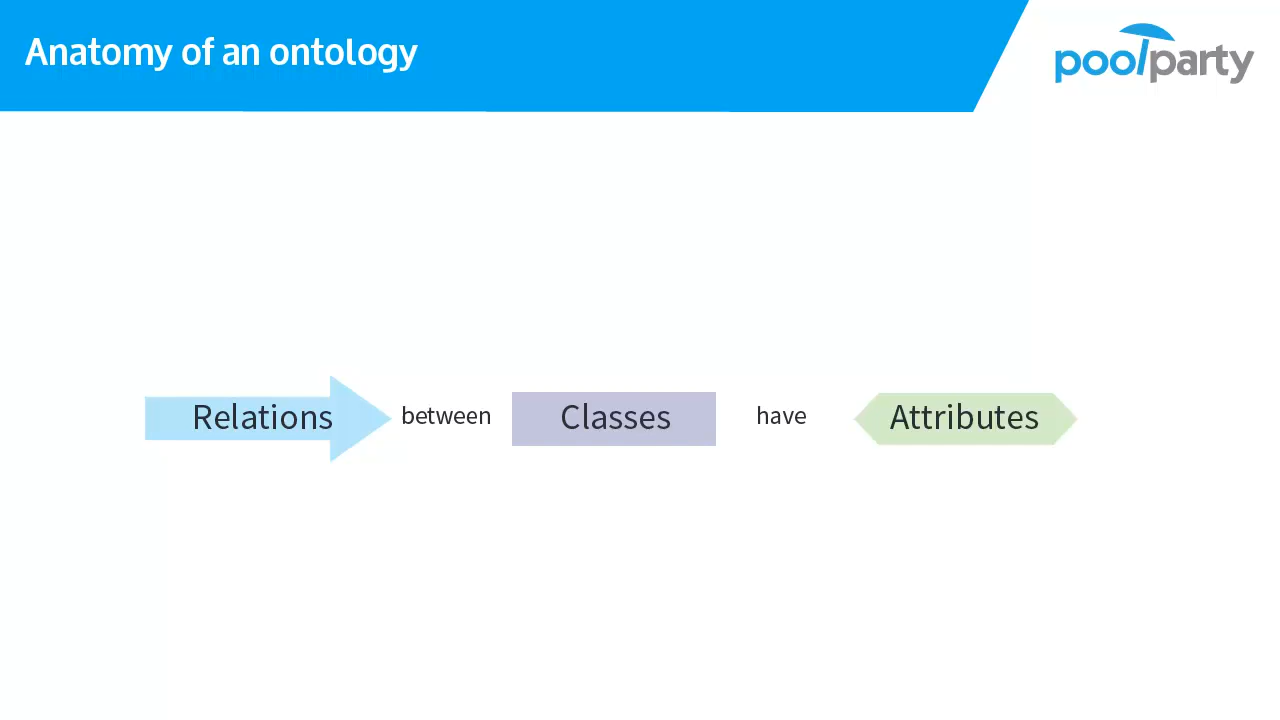 Anatomy of an ontology
poolparty
Relations between Classes have Attributes